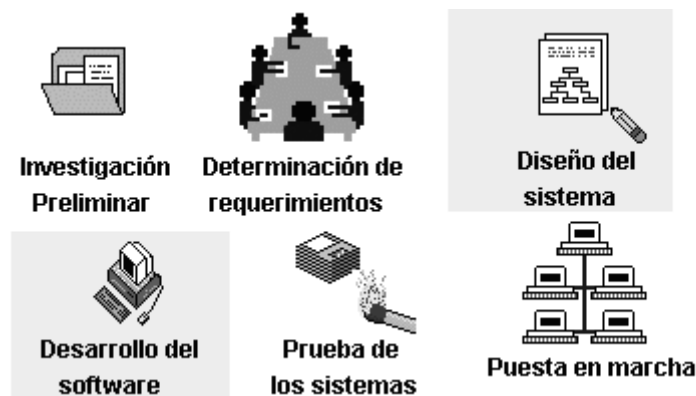 Investigación
Preliminar
Determinación de
requerimientos
Diseño del
sistema
Desarrollo del
software
Prueba de
los sistemas
Puesta en marcha